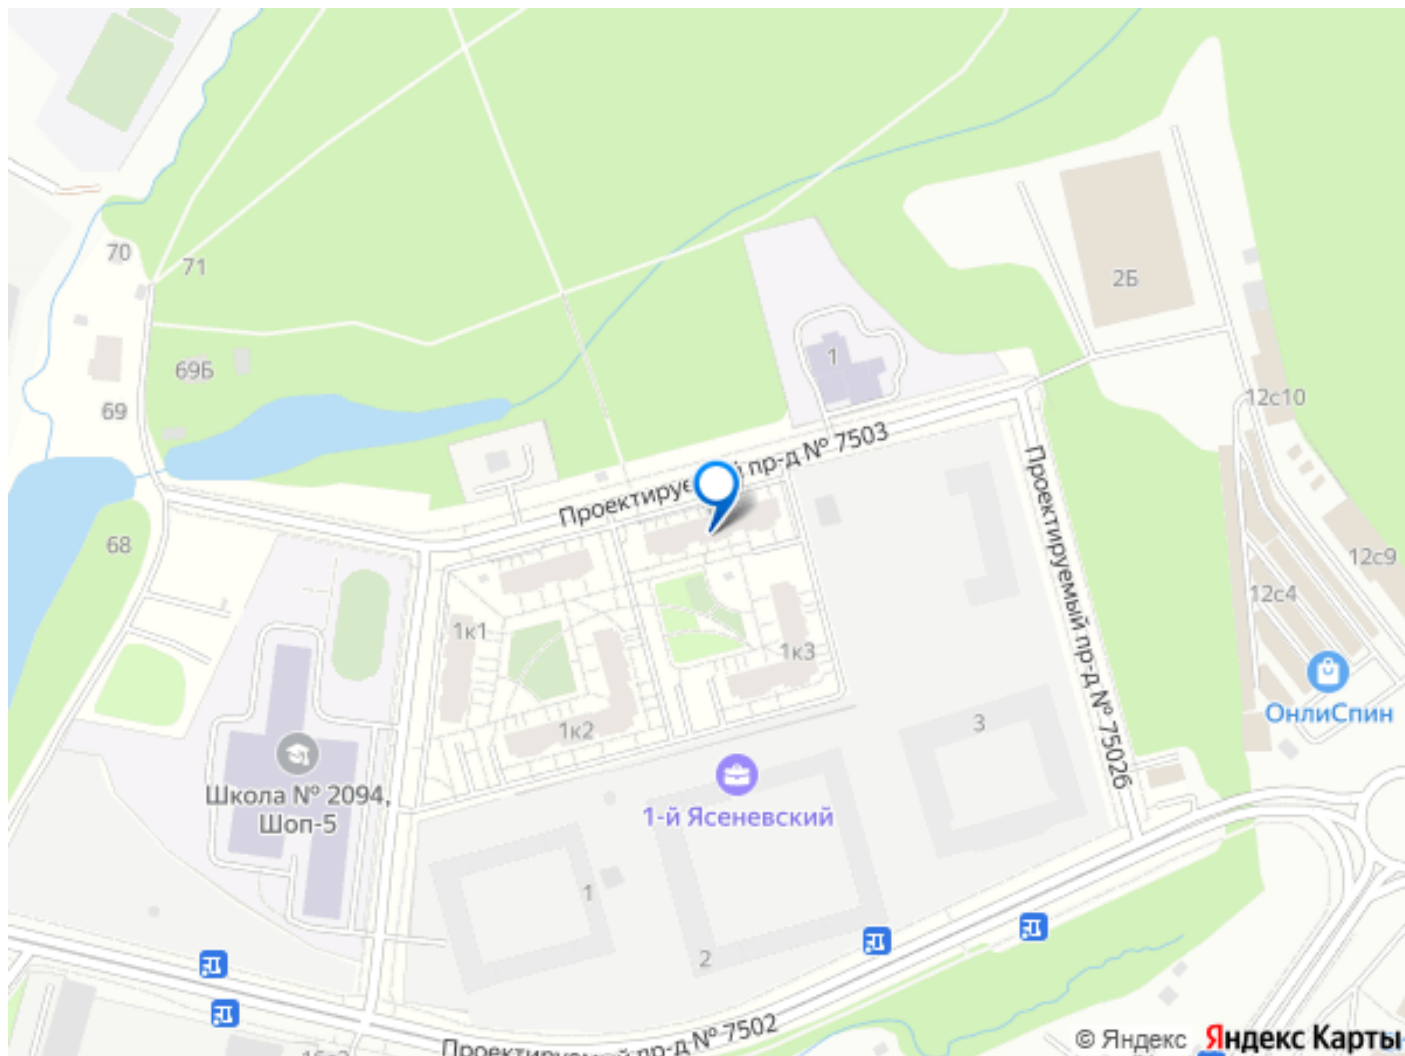 70
71
2Б
1
69Б
69
12с10
Проектируемый пр-д № 7503
68
12с9
12с4
1к1
1к3
Проектируемый пр-д № 7502б
ОнлиСпин
1к2
3
Школа № 2094,
Шоп-5
1-й Ясеневский
1
2
Проектируемый пр-д № 7502
© Яндекс Яндекс Карты